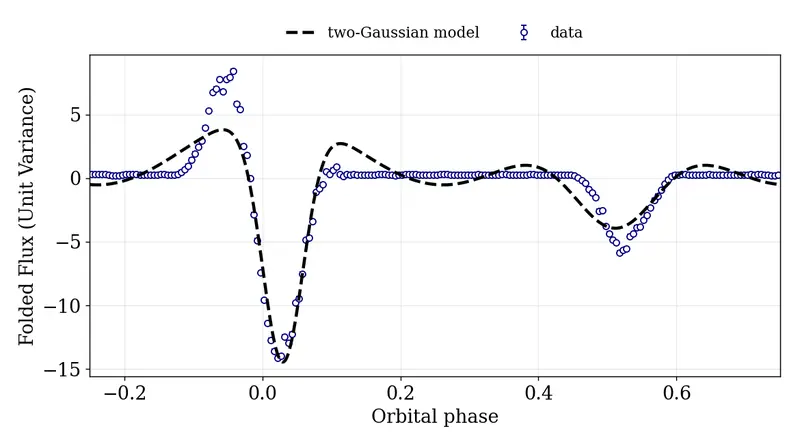 two-Gaussian model
data
Folded Flux (Unit Variance)
5
0
−5
−10
−15
−0.2
0.0
0.2
0.4
0.6
Orbital phase